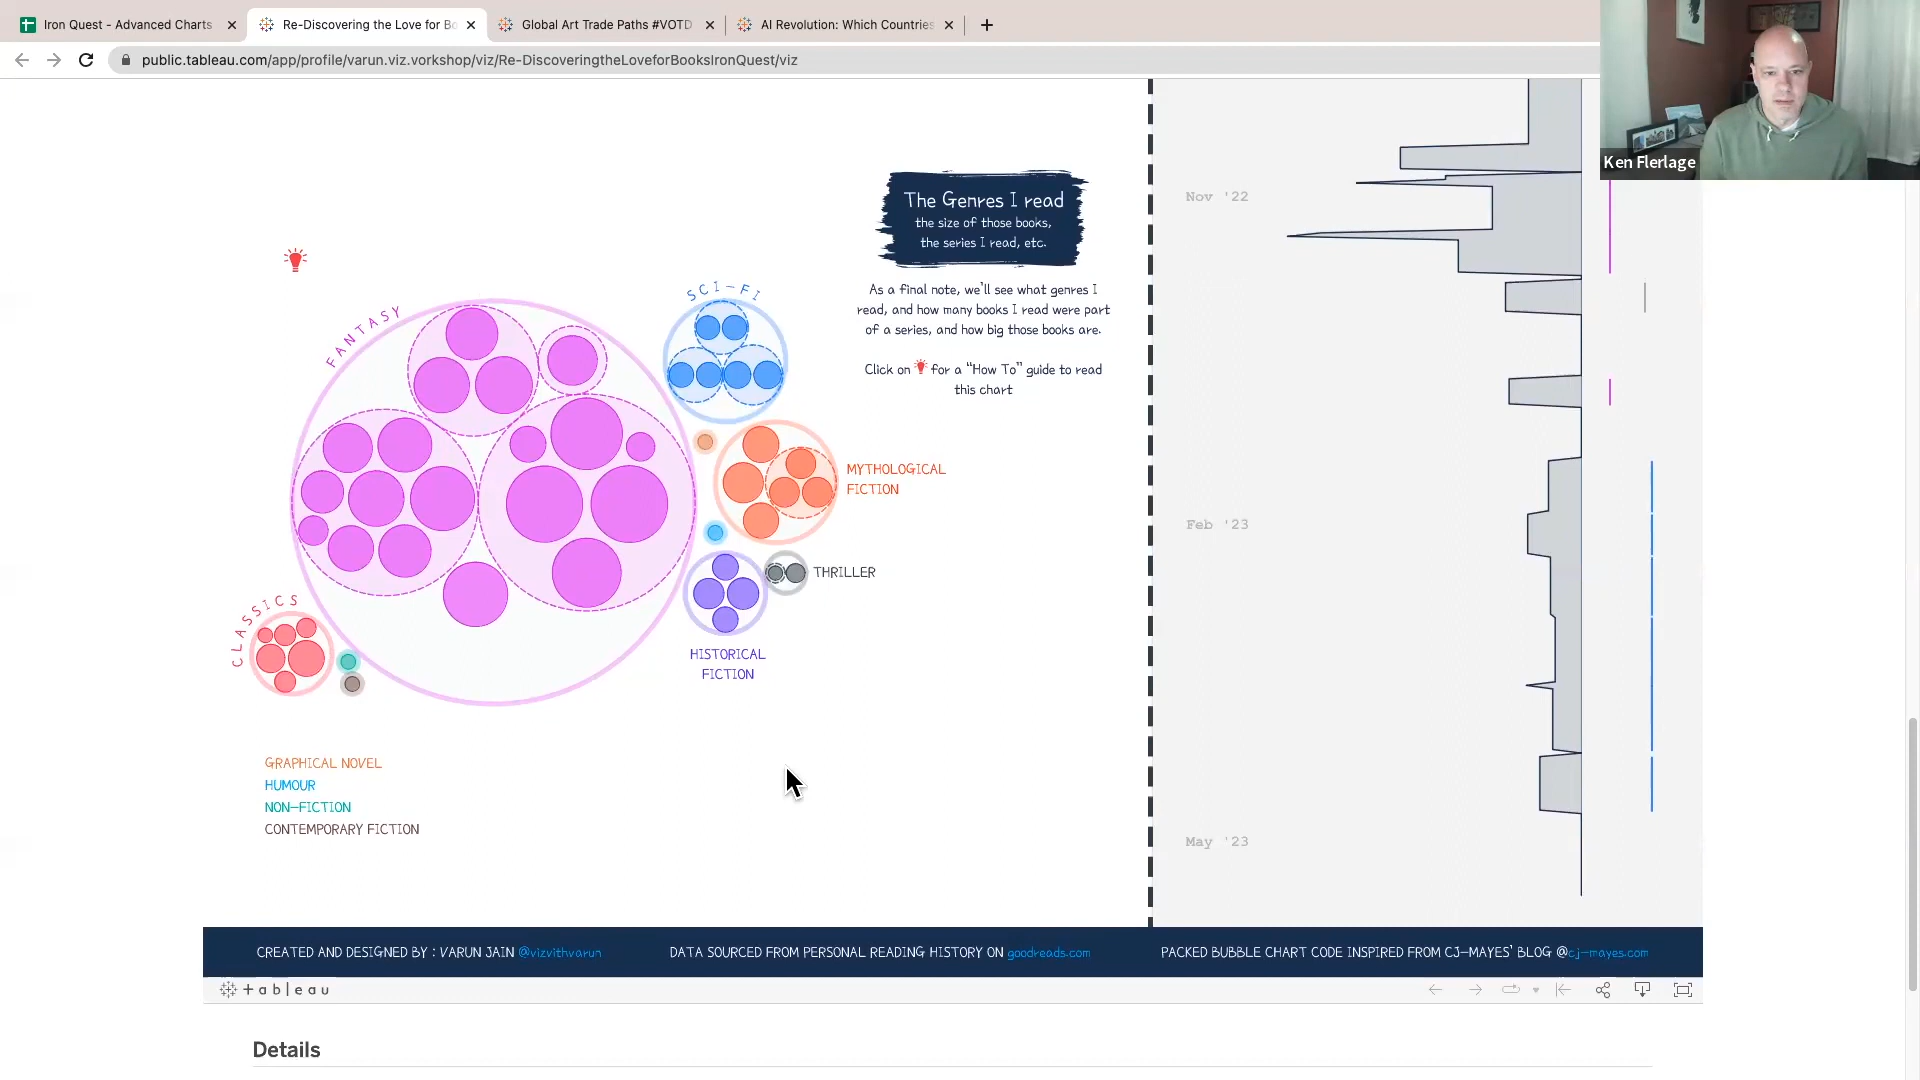 Iron Quest - Advanced Charts
Re-Discovering the Love for Bo
Global Art Trade Paths #VOTD
AI Revolution: Which Countries
public.tableau.com/app/profile/varun.viz.vorkshop/viz/Re-DiscoveringtheLoveforBooksIronQuest/viz
Ken Flerlage
The Genres I read
the size of those books,
the series I read, etc.
As a final note, we'll see what genres I
read, and how many books I read were part
of a series, and how big those books are.
Click on for a "How To" guide to read
this chart
FANTASY
SCI-FI
MYTHOLOGICAL
FICTION
THRILLER
HISTORICAL
FICTION
CLASSICS
GRAPHICAL NOVEL
HUMOUR
NON-FICTION
CONTEMPORARY FICTION
Nov '22
Feb '23
May '23
CREATED AND DESIGNED BY : VARUN JAIN @vizvithvarun
DATA SOURCED FROM PERSONAL READING HISTORY ON goodreads.com
PACKED BUBBLE CHART CODE INSPIRED FROM CJ-MAYES' BLOG @cj-mayes.com
+ a b | e a u
Details